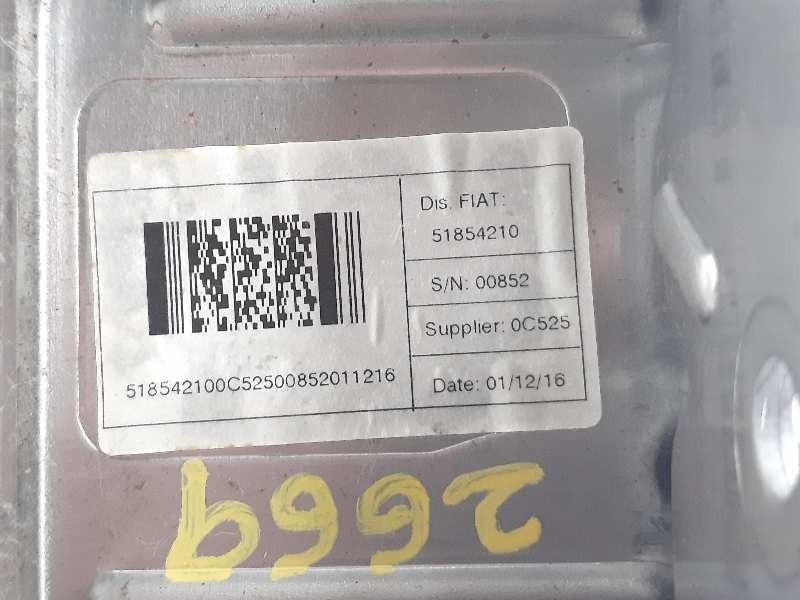 Dis. FIAT:
51854210
S/N: 00852
Supplier: 0C525
Date: 01/12/16
518542100C52500852011216
2669